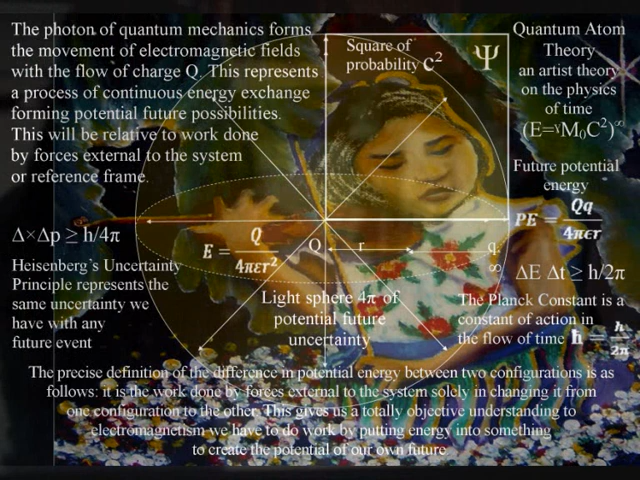 The photon of quantum mechanics forms
the movement of electromagnetic fields
with the flow of charge Q. This represents
a process of continuous energy exchange
forming potential future possibilities.
This will be relative to work done
by forces external to the system
or reference frame.
Square of
probability c²
Ψ
Quantum Atom
Theory
an artist theory
on the physics
of time
(E=ˠM₀C²)∞
Future potential
energy
PE = Qq / 4πεr
Δ×Δp ≥ h/4π
E = Q / 4πεr²
Q
r
q
∞
ΔE Δt ≥ h/2π
Heisenberg's Uncertainty
Principle represents the
same uncertainty we
have with any
future event
Light sphere 4π of
potential future
uncertainty
The Planck Constant is a
constant of action in
the flow of time ħ = h / 2π
The precise definition of the difference in potential energy between two configurations is as
follows: it is the work done by forces external to the system solely in changing it from
one configuration to the other. This gives us a totally objective understanding to
electromagnetism we have to do work by putting energy into something
to create the potential of our own future